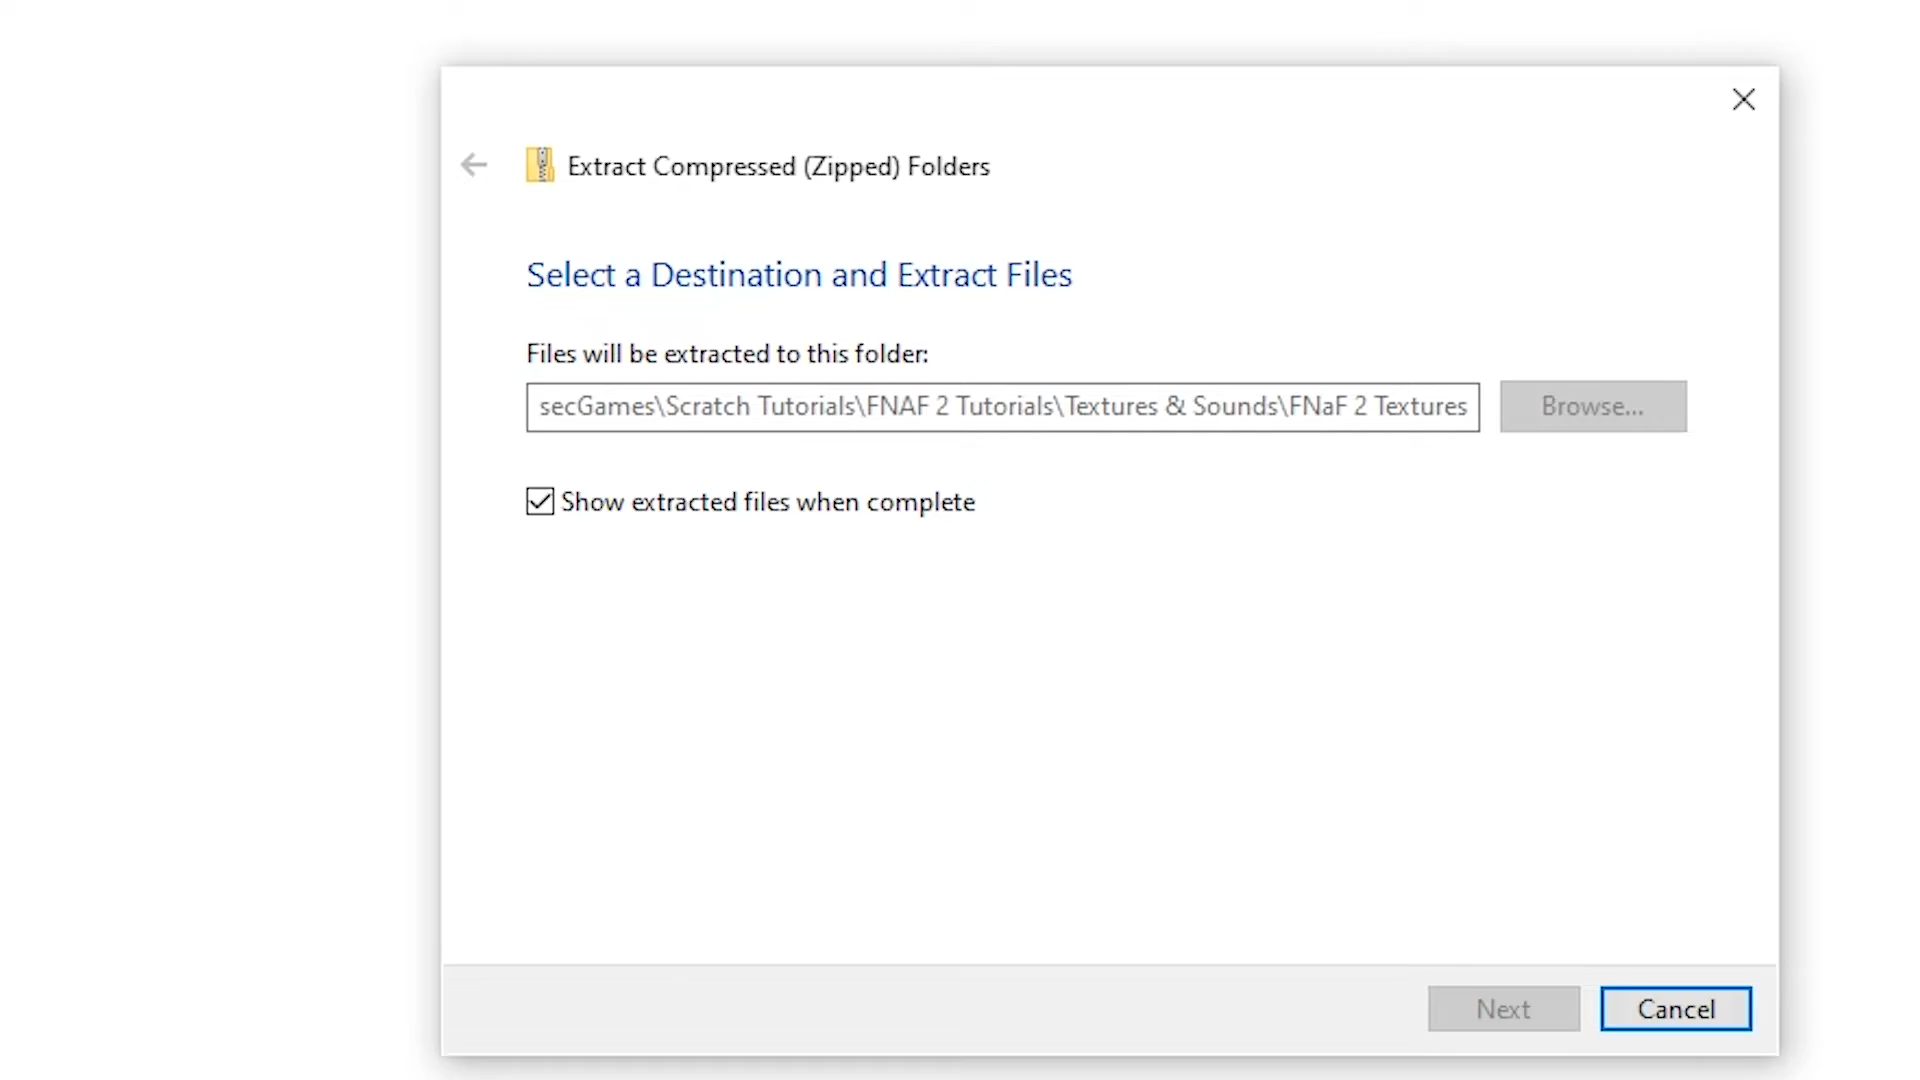 Extract Compressed (Zipped) Folders
Select a Destination and Extract Files
Files will be extracted to this folder:
secGames\Scratch Tutorials\FNAF 2 Tutorials\Textures & Sounds\FNaF 2 Textures
Browse...
Show extracted files when complete
Next
Cancel